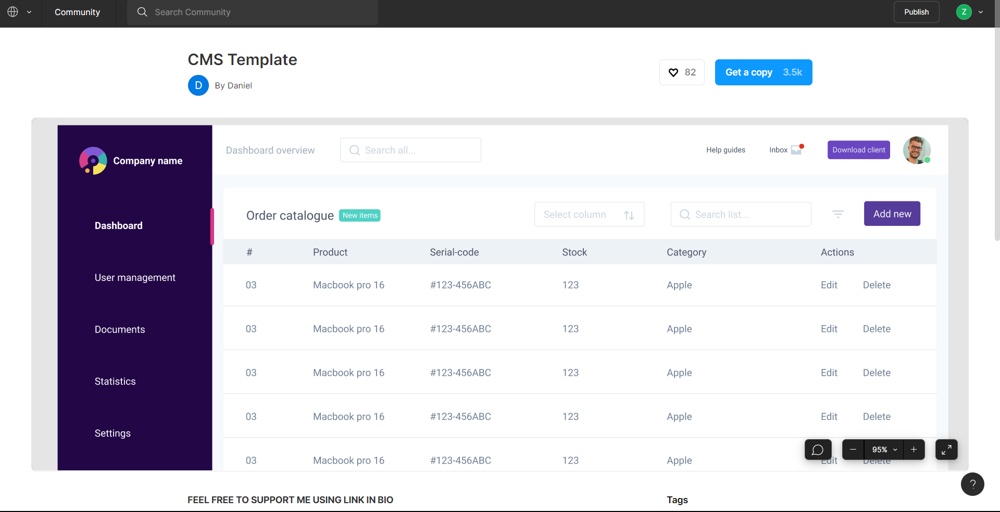 Community
Search Community
Publish
Z
CMS Template
D
By Daniel
82
Get a copy 3.5k
Company name
Dashboard overview
Search all...
Help guides
Inbox
Download client
Dashboard
User management
Documents
Statistics
Settings
Order catalogue New items
Select column
Search list...
Add new
# Product Serial-code Stock Category Actions
03 Macbook pro 16 #123-456ABC 123 Apple Edit Delete
03 Macbook pro 16 #123-456ABC 123 Apple Edit Delete
03 Macbook pro 16 #123-456ABC 123 Apple Edit Delete
03 Macbook pro 16 #123-456ABC 123 Apple Edit Delete
03 Macbook pro 16 #123-456ABC 123 Apple Edit Delete
95%
?
FEEL FREE TO SUPPORT ME USING LINK IN BIO
Tags